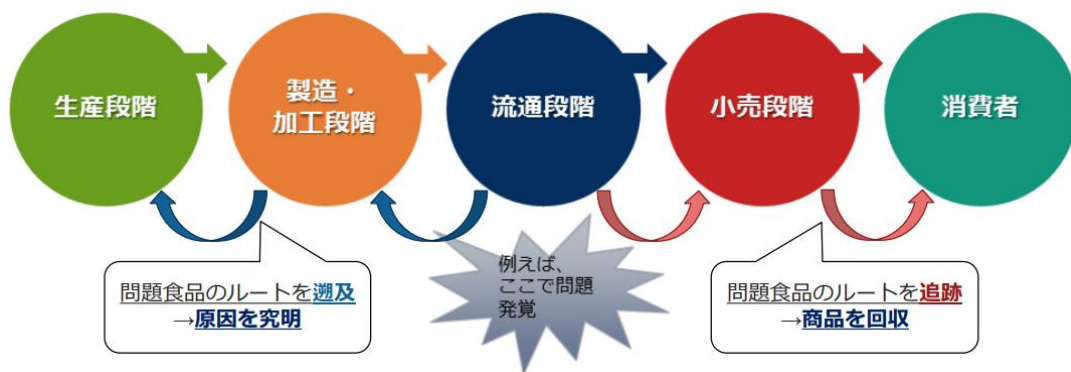 生産段階
製造・
加工段階
流通段階
小売段階
消費者
問題食品のルートを遡及
→原因を究明
例えば、
ここで問題
発覚
問題食品のルートを追跡
→商品を回収